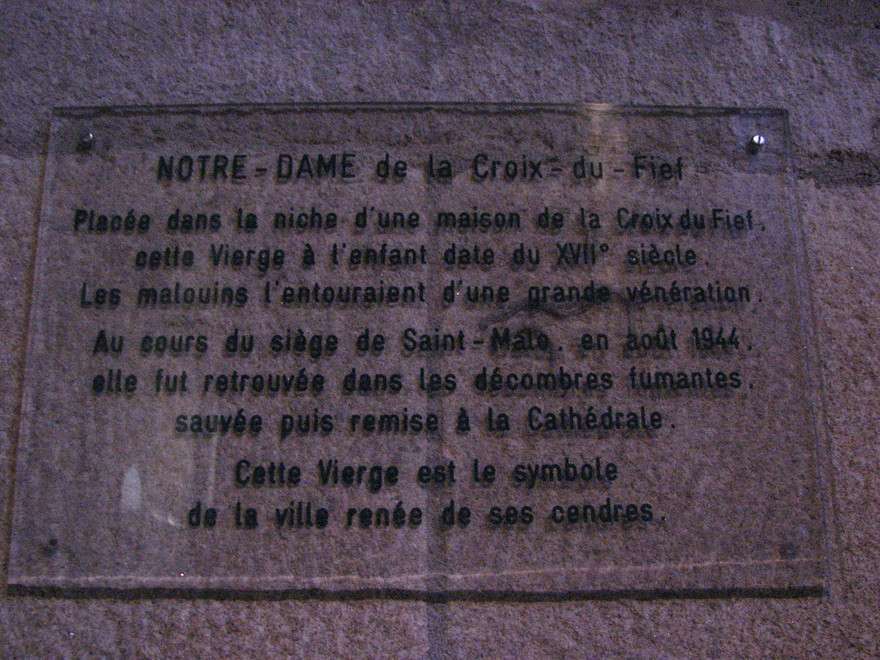 NOTRE-DAME de la Croix-du-Fief
Placée dans la niche d'une maison de la Croix du Fief.
cette Vierge à l'enfant date du XVII° siècle.
Les malouins l'entouraient d'une grande vénération.
Au cours du siège de Saint-Malo. en août 1944.
elle fut retrouvée dans les décombres fumantes.
sauvée puis remise à la Cathédrale.
Cette Vierge est le symbole
de la ville renée de ses cendres.